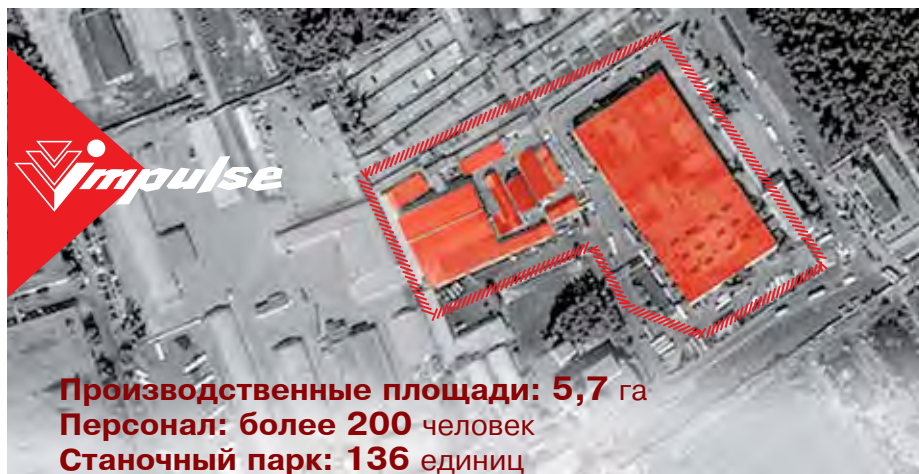 impulse
Производственные площади: 5,7 га
Персонал: более 200 человек
Станочный парк: 136 единиц